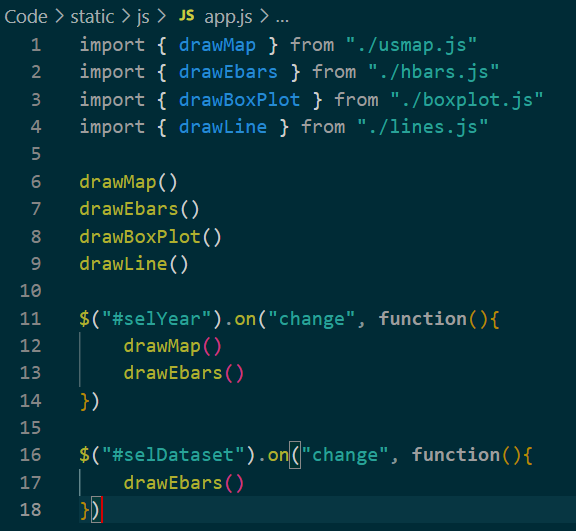 Code > static > js > JS app.js > ...
1 import { drawMap } from "./usmap.js"
2 import { drawEbars } from "./hbars.js"
3 import { drawBoxPlot } from "./boxplot.js"
4 import { drawLine } from "./lines.js"
5
6 drawMap()
7 drawEbars()
8 drawBoxPlot()
9 drawLine()
10
11 $("#selYear").on("change", function(){
12     drawMap()
13     drawEbars()
14 })
15
16 $("#selDataset").on("change", function(){
17     drawEbars()
18 })